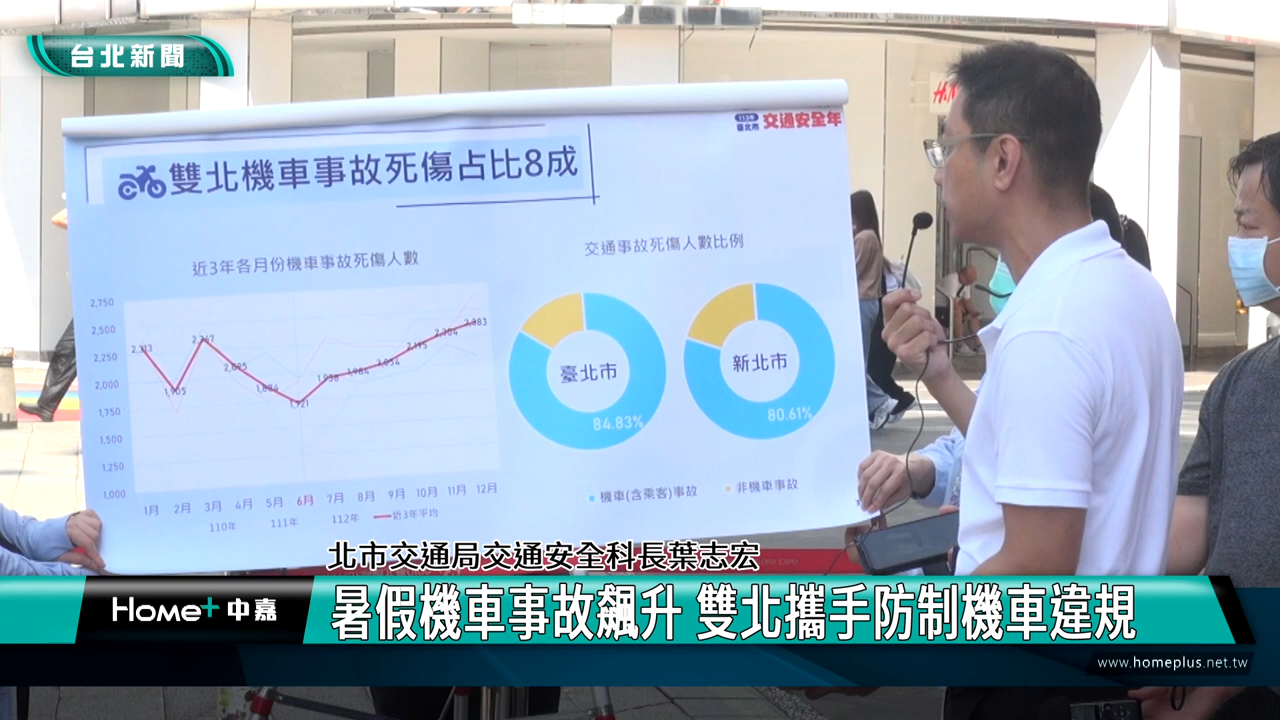 台北新聞
H&M
113年
臺北市
交通安全年
雙北機車事故死傷占比8成
近3年各月份機車事故死傷人數
交通事故死傷人數比例
2,750
2,500
2,250
2,000
1,750
1,500
1,250
1,000
1,721
2,175
2,304
2,383
1月 2月 3月 4月 5月 6月 7月 8月 9月 10月 11月 12月
110年 111年 112年 近3年平均
臺北市
84.83%
新北市
80.61%
機車(含乘客)事故 非機車事故
北市交通局交通安全科長葉志宏
Home+中嘉
暑假機車事故飆升 雙北攜手防制機車違規
www.homeplus.net.tw